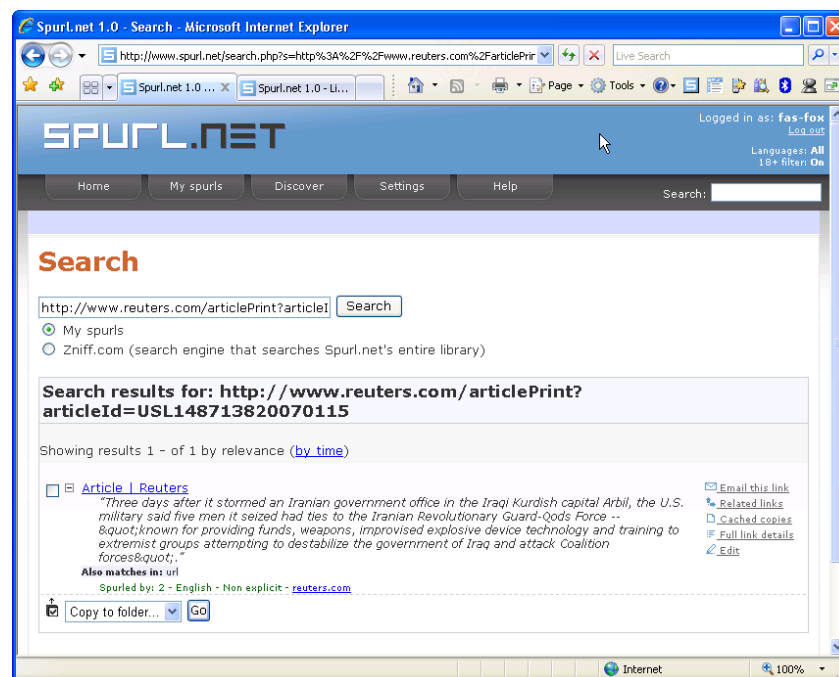 Spurl.net 1.0 - Search - Microsoft Internet Explorer
http://www.spurl.net/search.php?s=http%3A%2F%2Fwww.reuters.com%2FarticlePrir
Live Search
Spurl.net 1.0 ...
Spurl.net 1.0 - Li...
Page
Tools
SPURL.NET
Logged in as: fas-fox
Log out
Languages: All
18+ filter: On
Home
My spurls
Discover
Settings
Help
Search:
Search
http://www.reuters.com/articlePrint?articleI
Search
My spurls
Zniff.com (search engine that searches Spurl.net's entire library)
Search results for: http://www.reuters.com/articlePrint?
articleId=USL148713820070115
Showing results 1 - of 1 by relevance (by time)
Article | Reuters
"Three days after it stormed an Iranian government office in the Iraqi Kurdish capital Arbil, the U.S.
military said five men it seized had ties to the Iranian Revolutionary Guard-Qods Force --
&quot;known for providing funds, weapons, improvised explosive device technology and training to
extremist groups attempting to destabilize the government of Iraq and attack Coalition
forces&quot;."
Also matches in: url
Spurled by: 2 - English - Non explicit - reuters.com
Email this link
Related links
Cached copies
Full link details
Edit
Copy to folder...
Go
Internet
100%